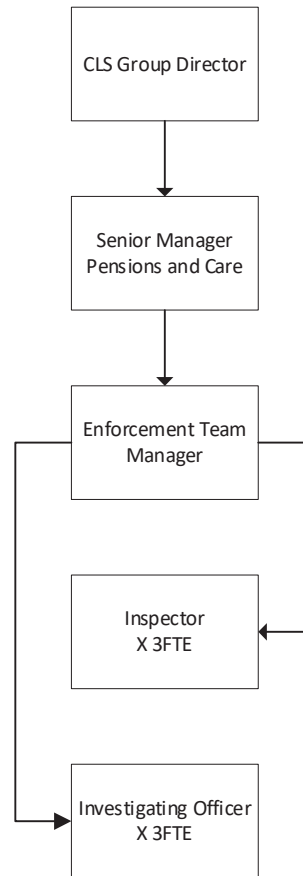 CLS Group Director
Senior Manager
Pensions and Care
Enforcement Team
Manager
Inspector
X 3FTE
Investigating Officer
X 3FTE